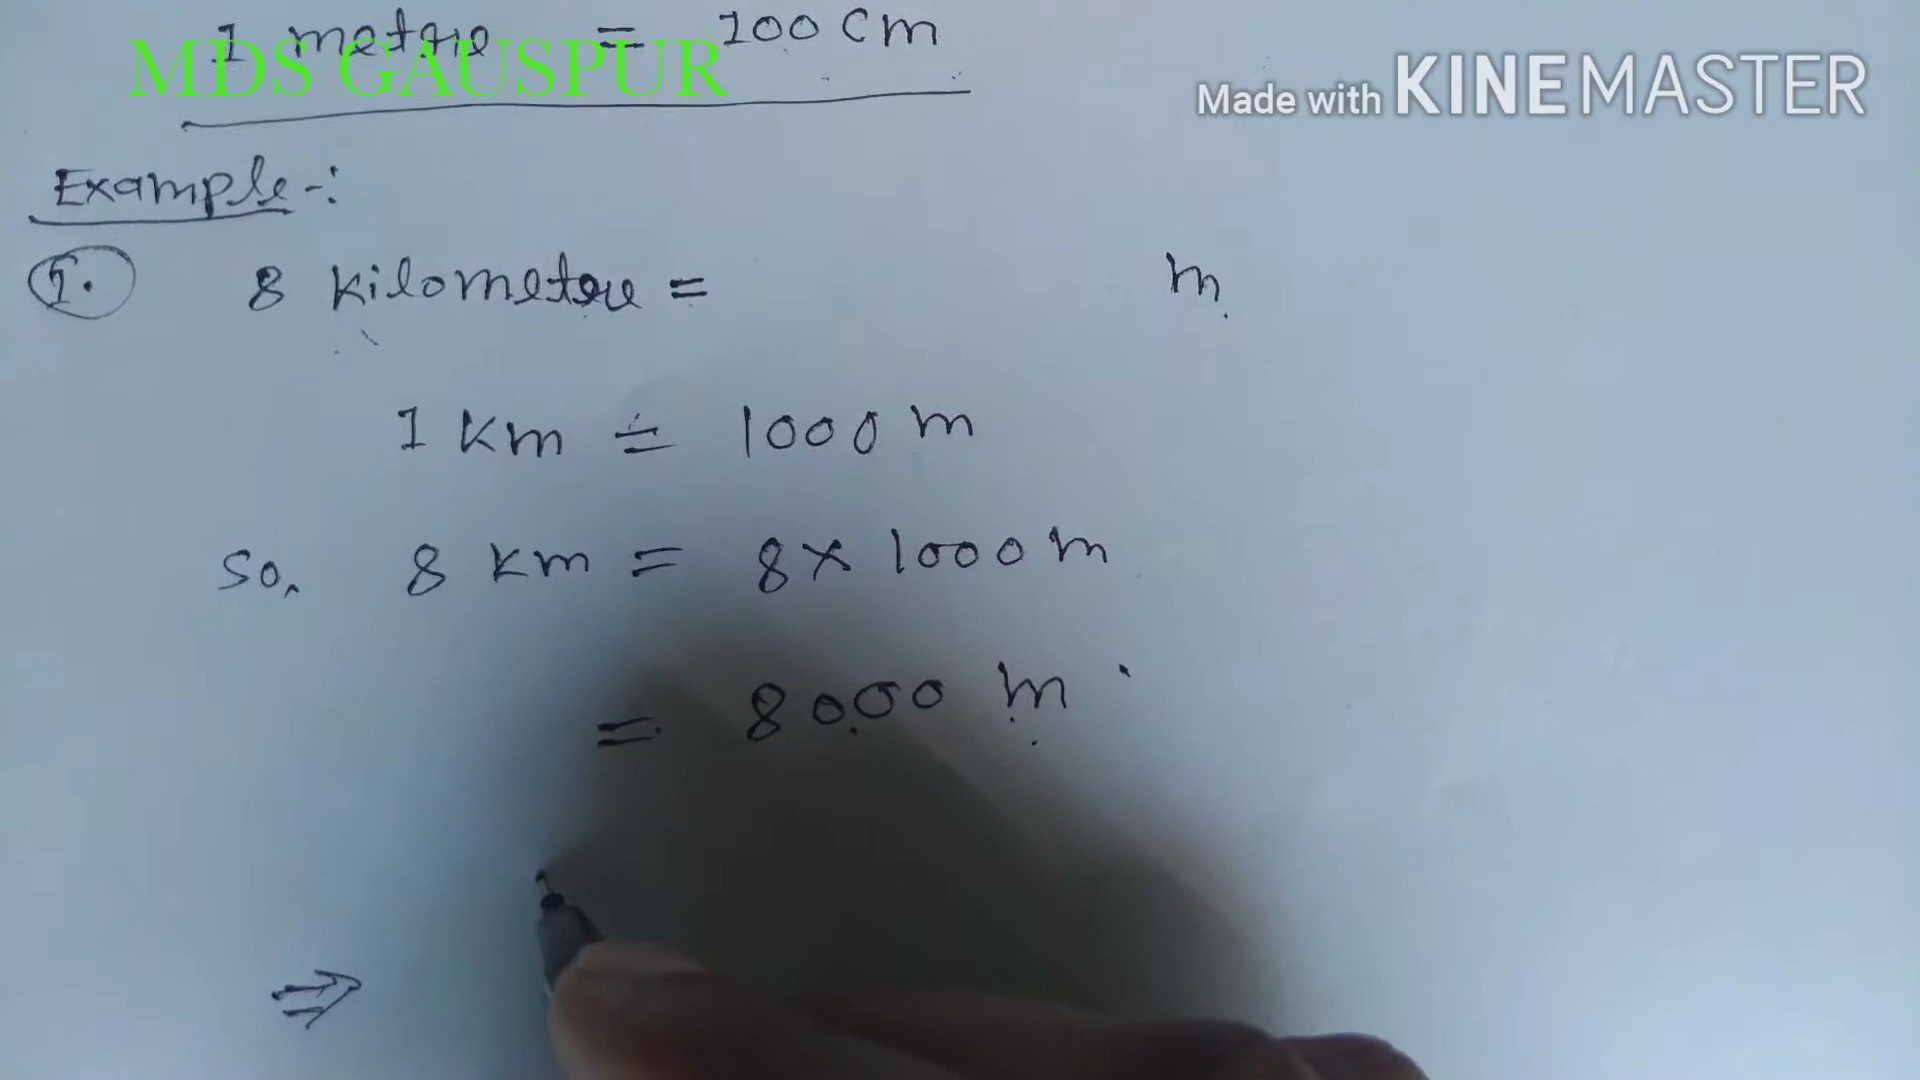 1 metre = 100 cm
MDS GAUSPUR
Made with KINEMASTER
Example -:
1. 8 kilometre = m
1 km = 1000 m
So, 8 km = 8 × 1000 m
= 8000 m
⇒